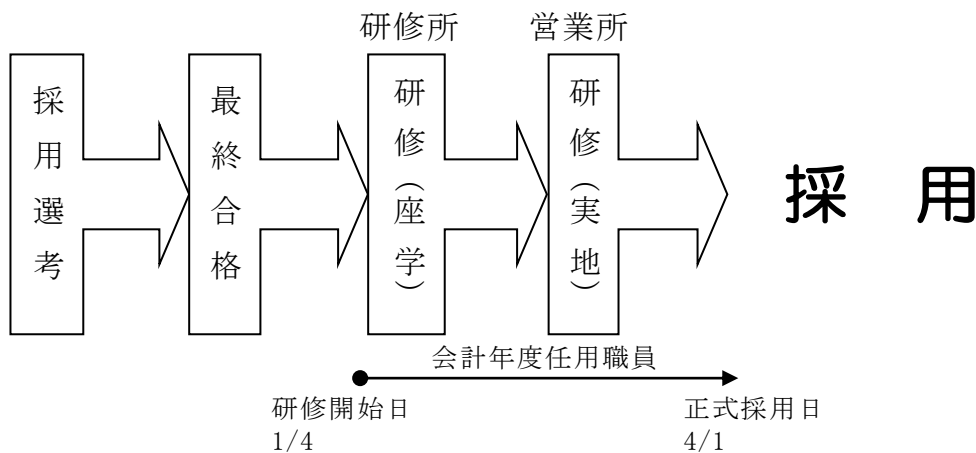 研修所
営業所
採用選考
最終合格
研修（座学）
研修（実地）
採用
会計年度任用職員
研修開始日
1/4
正式採用日
4/1